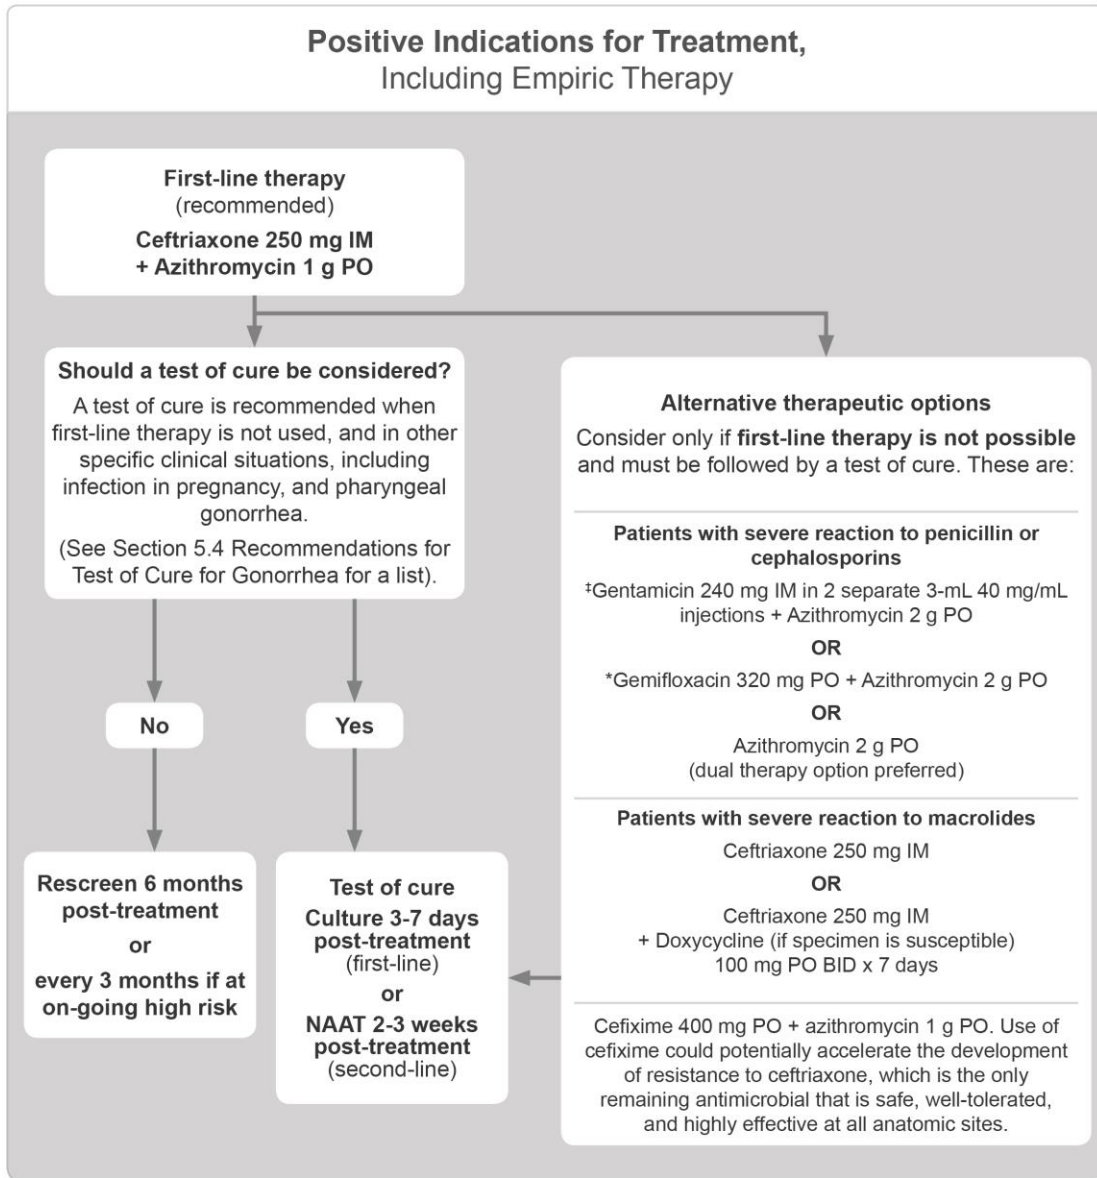 Positive Indications for Treatment,
Including Empiric Therapy
First-line therapy
(recommended)
Ceftriaxone 250 mg IM
+ Azithromycin 1 g PO
Should a test of cure be considered?
A test of cure is recommended when
first-line therapy is not used, and in other
specific clinical situations, including
infection in pregnancy, and pharyngeal
gonorrhea.
(See Section 5.4 Recommendations for
Test of Cure for Gonorrhea for a list).
No
Yes
Rescreen 6 months
post-treatment
or
every 3 months if at
on-going high risk
Test of cure
Culture 3-7 days
post-treatment
(first-line)
or
NAAT 2-3 weeks
post-treatment
(second-line)
Alternative therapeutic options
Consider only if first-line therapy is not possible
and must be followed by a test of cure. These are:
Patients with severe reaction to penicillin or
cephalosporins
‡Gentamicin 240 mg IM in 2 separate 3-mL 40 mg/mL
injections + Azithromycin 2 g PO
OR
*Gemifloxacin 320 mg PO + Azithromycin 2 g PO
OR
Azithromycin 2 g PO
(dual therapy option preferred)
Patients with severe reaction to macrolides
Ceftriaxone 250 mg IM
OR
Ceftriaxone 250 mg IM
+ Doxycycline (if specimen is susceptible)
100 mg PO BID x 7 days
Cefixime 400 mg PO + azithromycin 1 g PO. Use of
cefixime could potentially accelerate the development
of resistance to ceftriaxone, which is the only
remaining antimicrobial that is safe, well-tolerated,
and highly effective at all anatomic sites.